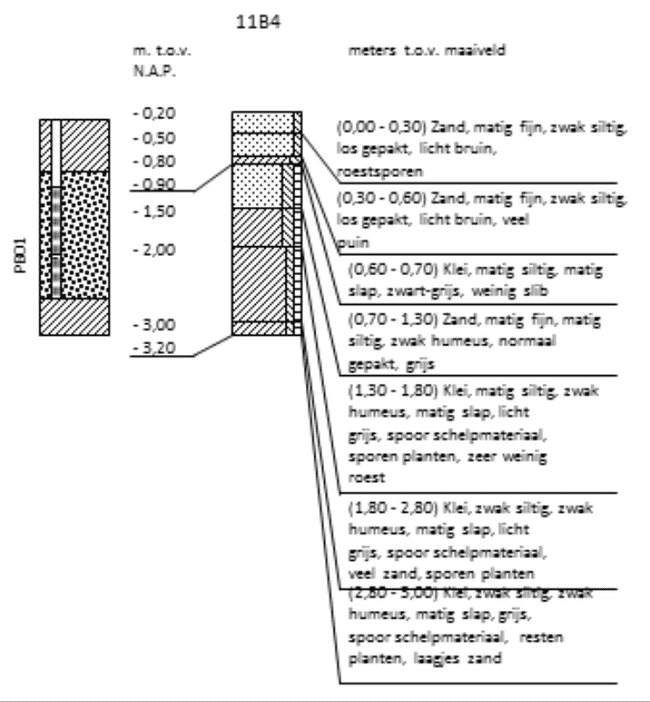 11B4
m. t.o.v.
N.A.P.
meters t.o.v. maaiveld
- 0,20
- 0,50
- 0,80
- 0,90
- 1,50
- 2,00
- 3,00
- 3,20
PB01
(0,00 - 0,30) Zand, matig fijn, zwak siltig,
los gepakt, licht bruin,
roestsporen
(0,30 - 0,60) Zand, matig fijn, zwak siltig,
los gepakt, licht bruin, veel
puin
(0,60 - 0,70) Klei, matig siltig, matig
slap, zwart-grijs, weinig slib
(0,70 - 1,30) Zand, matig fijn, matig
siltig, zwak humeus, normaal
gepakt, grijs
(1,30 - 1,80) Klei, matig siltig, zwak
humeus, matig slap, licht
grijs, spoor schelpmateriaal,
sporen planten, zeer weinig
roest
(1,80 - 2,80) Klei, zwak siltig, zwak
humeus, matig slap, licht
grijs, spoor schelpmateriaal,
veel zand, sporen planten
(2,80 - 3,00) Klei, zwak siltig, zwak
humeus, matig slap, grijs,
spoor schelpmateriaal, resten
planten, laagjes zand